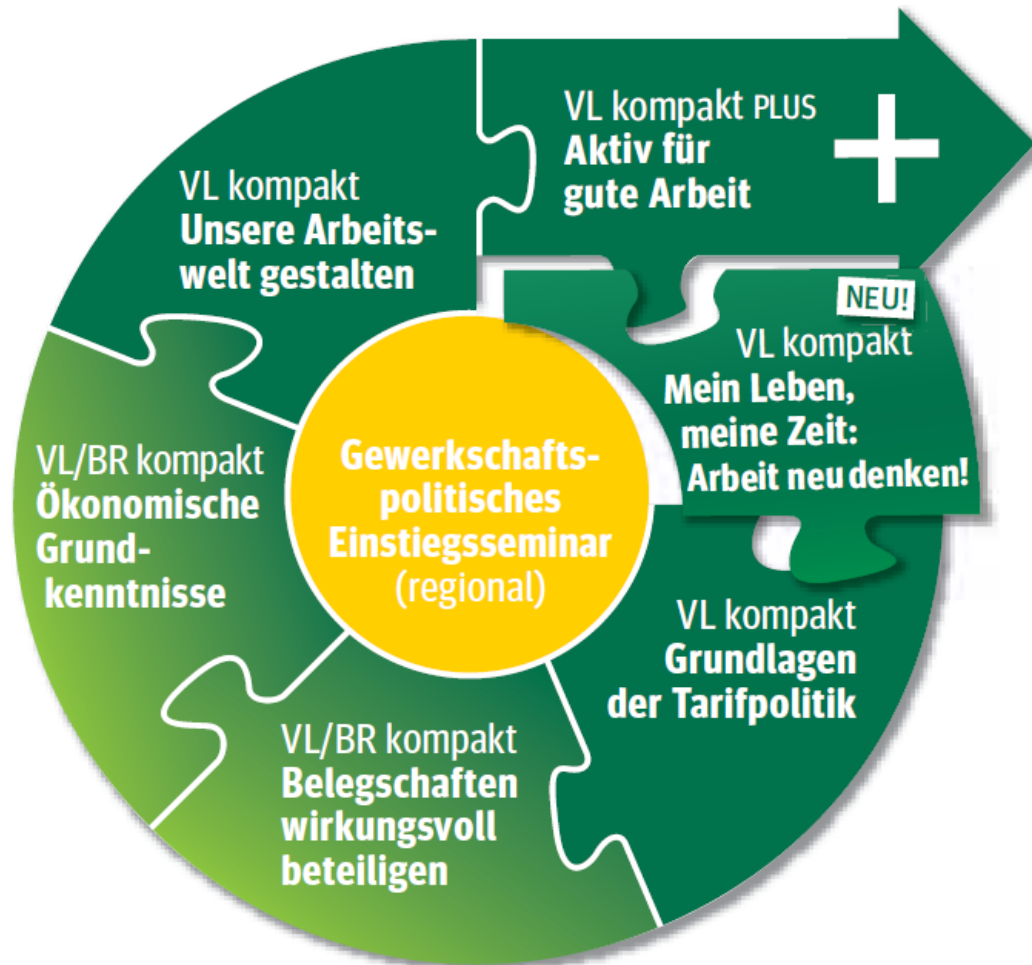 VL kompakt PLUS
Aktiv für
gute Arbeit
+
VL kompakt
Unsere Arbeits-
welt gestalten
NEU!
VL kompakt
Mein Leben,
meine Zeit:
Arbeit neu denken!
VL/BR kompakt
Ökonomische
Grund-
kenntnisse
Gewerkschafts-
politisches
Einstiegsseminar
(regional)
VL kompakt
Grundlagen
der Tarifpolitik
VL/BR kompakt
Belegschaften
wirkungsvoll
beteiligen